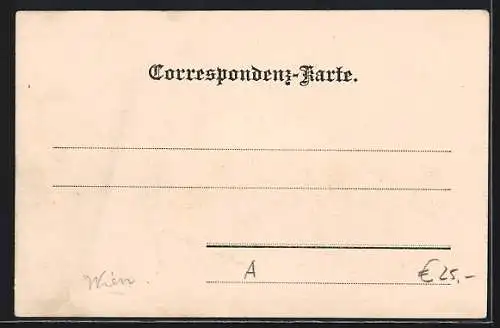 Correspondenz-Karte.
Wien.
A
€ 25,-